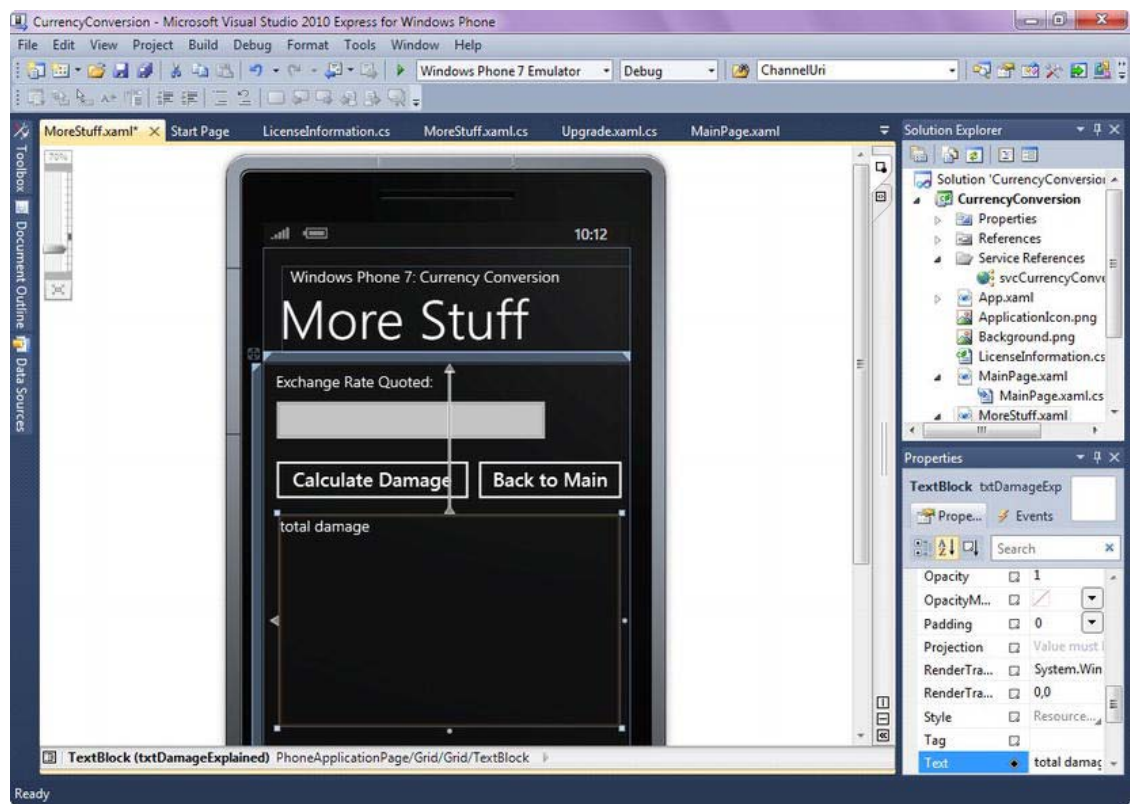 CurrencyConversion - Microsoft Visual Studio 2010 Express for Windows Phone
File Edit View Project Build Debug Format Tools Window Help
Windows Phone 7 Emulator Debug ChannelUri
MoreStuff.xaml* Start Page LicenseInformation.cs MoreStuff.xaml.cs Upgrade.xaml.cs MainPage.xaml
Toolbox
Document Outline
Data Sources
70%
10:12
Windows Phone 7: Currency Conversion
More Stuff
Exchange Rate Quoted:
Calculate Damage Back to Main
total damage
TextBlock (txtDamageExplained) PhoneApplicationPage/Grid/Grid/TextBlock
Solution Explorer
Solution 'CurrencyConversion
CurrencyConversion
Properties
References
Service References
svcCurrencyConve
App.xaml
ApplicationIcon.png
Background.png
LicenseInformation.cs
MainPage.xaml
MainPage.xaml.cs
MoreStuff.xaml
Properties
TextBlock txtDamageExp
Prope... Events
Search
Opacity 1
OpacityM...
Padding 0
Projection Value must
RenderTra... System.Win
RenderTra... 0,0
Style Resource...
Tag
Text total damag
Ready